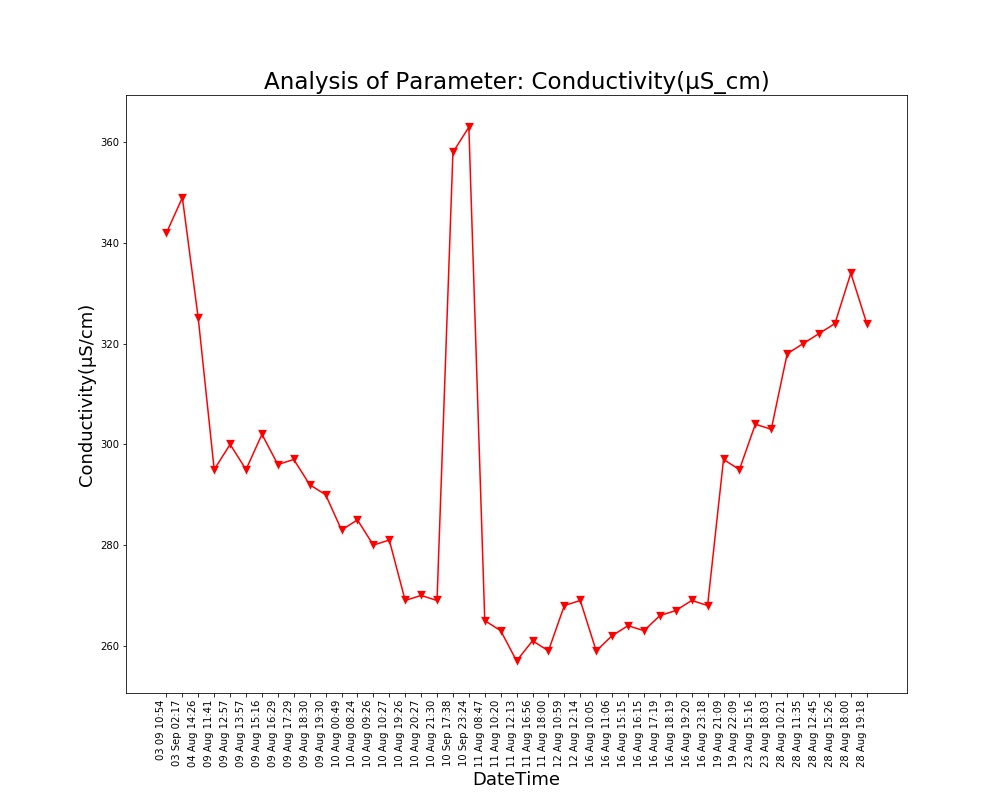 Analysis of Parameter: Conductivity(µS_cm)
Conductivity(µS/cm)
360
340
320
300
280
260
03 09 10:54
03 Sep 02:17
04 Aug 14:26
09 Aug 11:41
09 Aug 12:57
09 Aug 13:57
09 Aug 15:16
09 Aug 16:29
09 Aug 17:29
09 Aug 18:30
09 Aug 19:30
10 Aug 00:49
10 Aug 08:24
10 Aug 09:26
10 Aug 10:27
10 Aug 19:26
10 Aug 20:27
10 Aug 21:30
10 Sep 17:38
10 Sep 23:24
11 Aug 08:47
11 Aug 10:20
11 Aug 12:13
11 Aug 16:56
11 Aug 18:00
12 Aug 10:59
12 Aug 12:14
16 Aug 10:05
16 Aug 11:06
16 Aug 15:15
16 Aug 16:15
16 Aug 17:19
16 Aug 18:19
16 Aug 19:20
16 Aug 23:18
19 Aug 21:09
19 Aug 22:09
23 Aug 15:16
23 Aug 18:03
28 Aug 10:21
28 Aug 11:35
28 Aug 12:45
28 Aug 15:26
28 Aug 18:00
28 Aug 19:18
DateTime